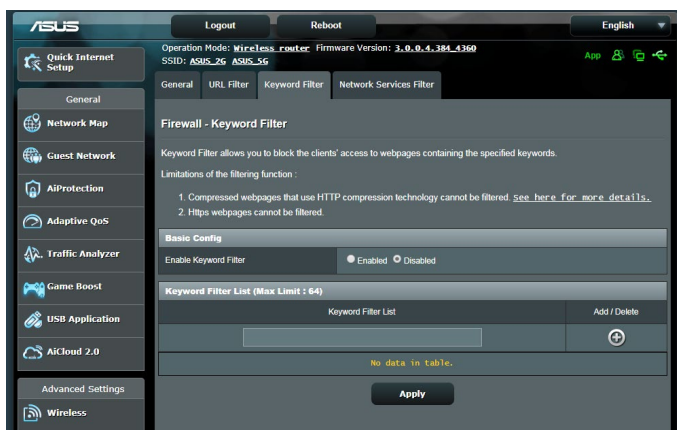 ASUS
Logout
Reboot
English
Quick Internet
Setup
Operation Mode: Wireless router Firmware Version: 3.0.0.4.384_4360
SSID: ASUS_2G ASUS_5G
App
General
URL Filter
Keyword Filter
Network Services Filter
General
Network Map
Guest Network
AiProtection
Adaptive QoS
Traffic Analyzer
Game Boost
USB Application
AiCloud 2.0
Advanced Settings
Wireless
Firewall - Keyword Filter
Keyword Filter allows you to block the clients' access to webpages containing the specified keywords.
Limitations of the filtering function :
1. Compressed webpages that use HTTP compression technology cannot be filtered. See here for more details.
2. Https webpages cannot be filtered.
Basic Config
Enable Keyword Filter
Enabled
Disabled
Keyword Filter List (Max Limit : 64)
Keyword Filter List
Add / Delete
No data in table.
Apply